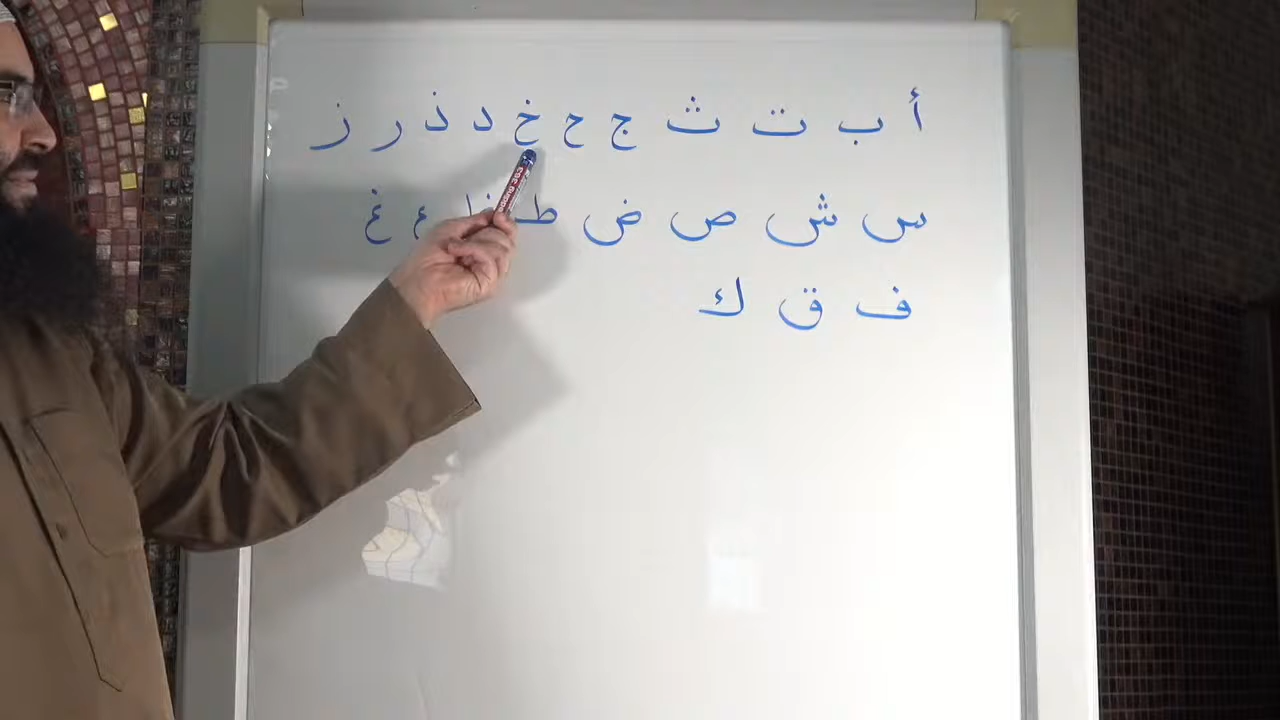 أ ب ت ث ج ح خ د ذ ر ز
س ش ص ض ط ظ ع غ
ف ق ك